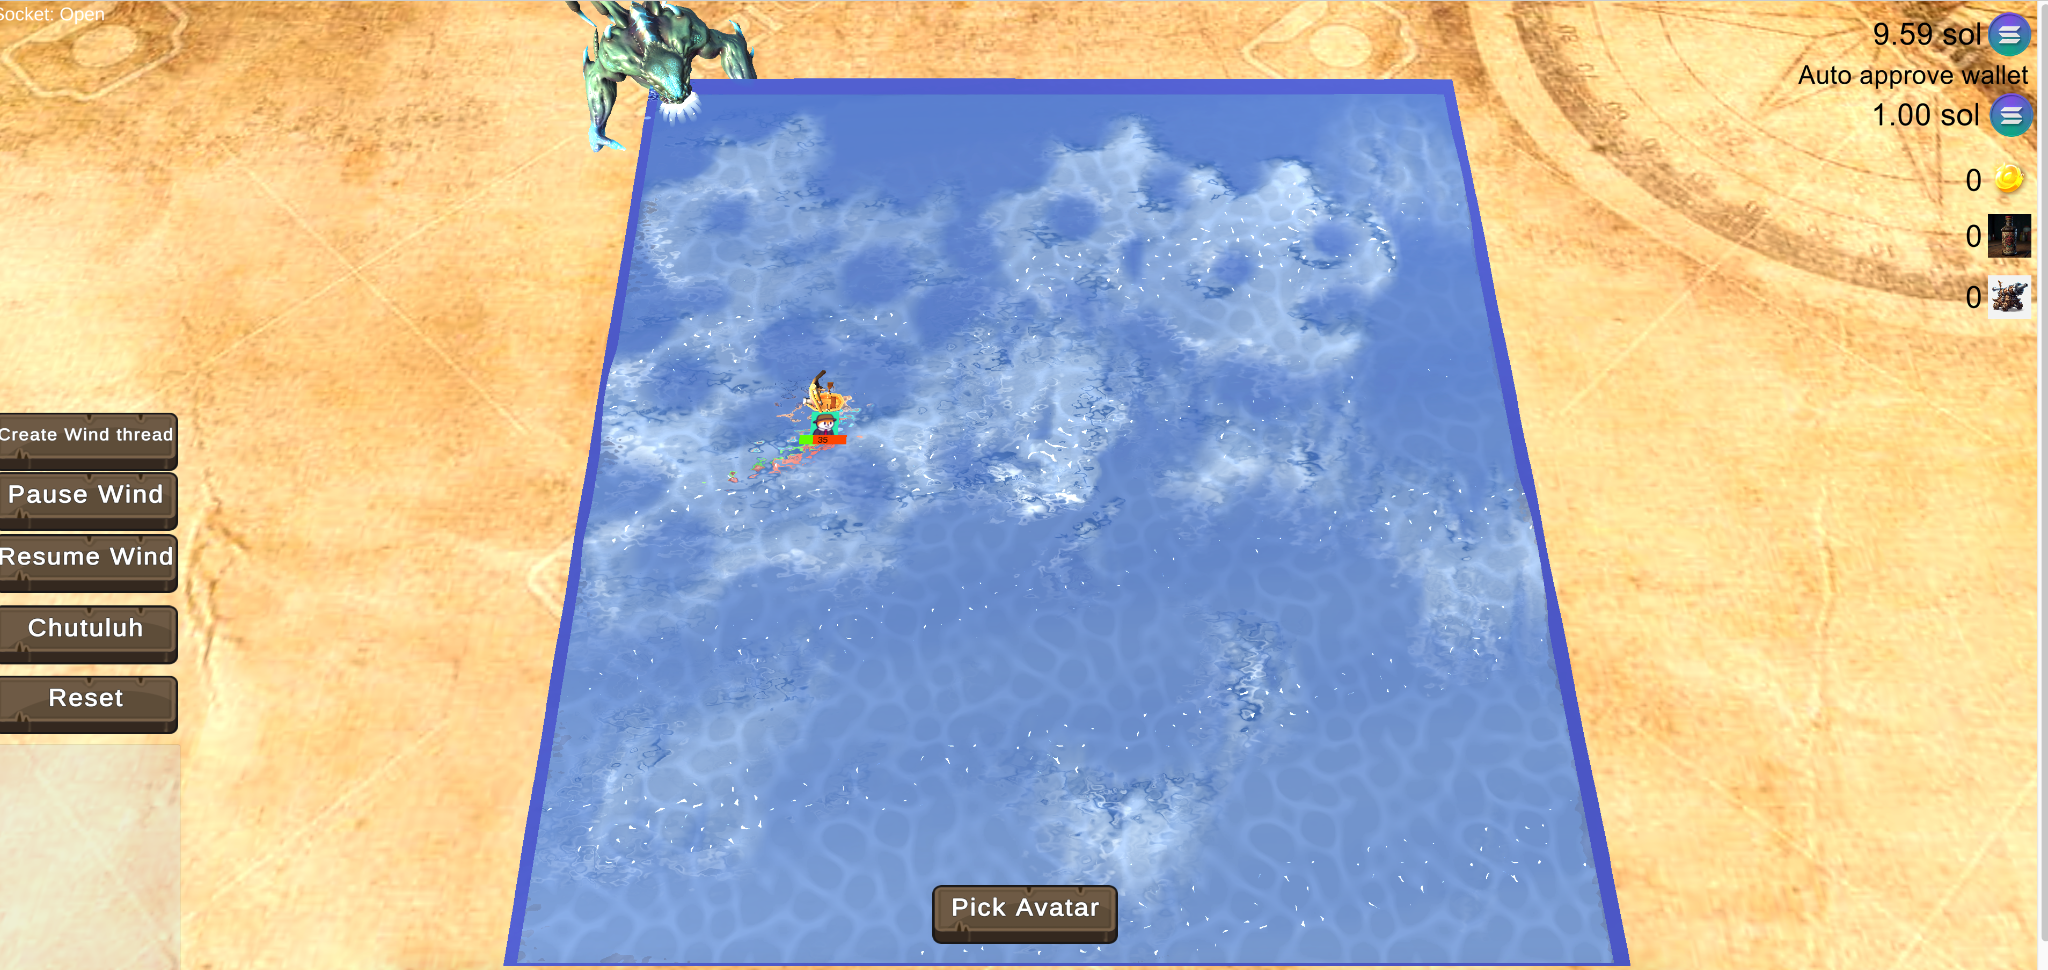 Socket: Open
9.59 sol
Auto approve wallet
1.00 sol
0
0
0
35
Create Wind thread
Pause Wind
Resume Wind
Chutuluh
Reset
Pick Avatar